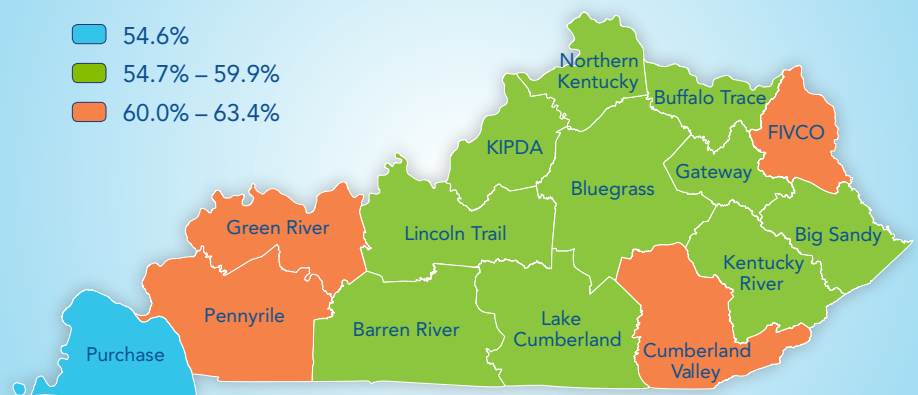 54.6%
54.7% – 59.9%
60.0% – 63.4%
Northern
Kentucky
Buffalo Trace
FIVCO
KIPDA
Gateway
Bluegrass
Green River
Lincoln Trail
Big Sandy
Kentucky
River
Pennyrile
Barren River
Lake
Cumberland
Purchase
Cumberland
Valley